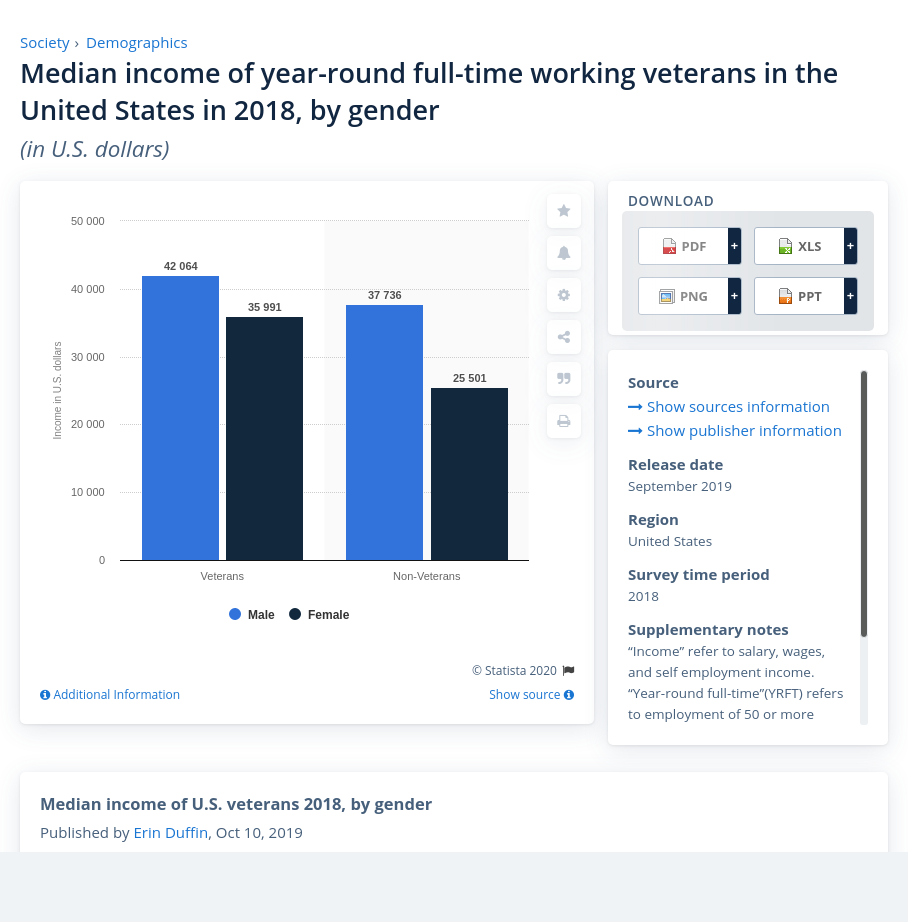 Society › Demographics
Median income of year-round full-time working veterans in the
United States in 2018, by gender
(in U.S. dollars)
50 000
40 000
30 000
20 000
10 000
0
Income in U.S. dollars
42 064
35 991
37 736
25 501
Veterans
Non-Veterans
Male
Female
© Statista 2020
Additional Information
Show source
DOWNLOAD
PDF +
XLS +
PNG +
PPT +
Source
Show sources information
Show publisher information
Release date
September 2019
Region
United States
Survey time period
2018
Supplementary notes
“Income” refer to salary, wages,
and self employment income.
“Year-round full-time”(YRFT) refers
to employment of 50 or more
Median income of U.S. veterans 2018, by gender
Published by Erin Duffin, Oct 10, 2019